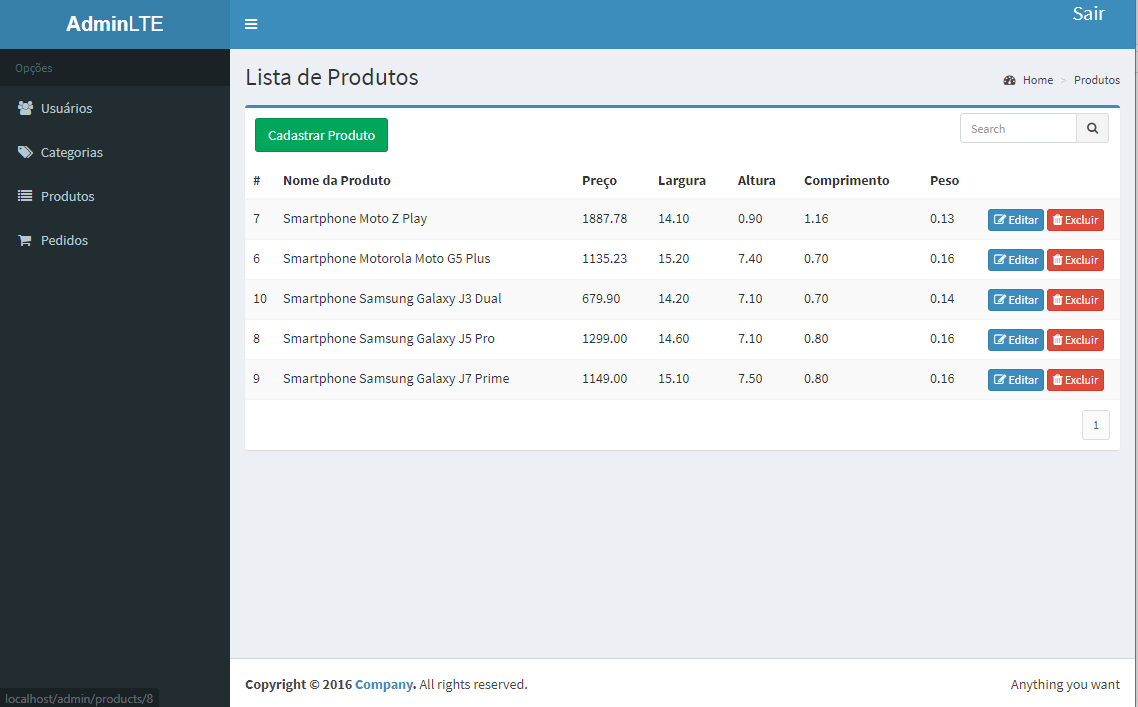 AdminLTE
Sair
Opções
Usuários
Categorias
Produtos
Pedidos
Lista de Produtos
Home > Produtos
Cadastrar Produto
Search
# Nome da Produto Preço Largura Altura Comprimento Peso
7 Smartphone Moto Z Play 1887.78 14.10 0.90 1.16 0.13 Editar Excluir
6 Smartphone Motorola Moto G5 Plus 1135.23 15.20 7.40 0.70 0.16 Editar Excluir
10 Smartphone Samsung Galaxy J3 Dual 679.90 14.20 7.10 0.70 0.14 Editar Excluir
8 Smartphone Samsung Galaxy J5 Pro 1299.00 14.60 7.10 0.80 0.16 Editar Excluir
9 Smartphone Samsung Galaxy J7 Prime 1149.00 15.10 7.50 0.80 0.16 Editar Excluir
1
Copyright © 2016 Company. All rights reserved.
Anything you want
localhost/admin/products/8